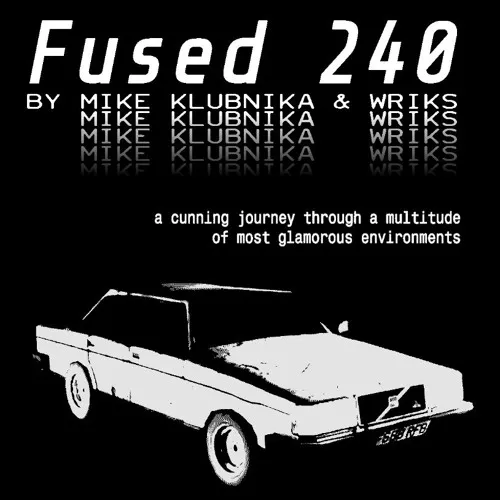 Fused 240
BY MIKE KLUBNIKA & WRIKS
MIKE KLUBNIKA WRIKS
MIKE KLUBNIKA WRIKS
MIKE KLUBNIKA WRIKS
a cunning journey through a multitude
of most glamorous environments